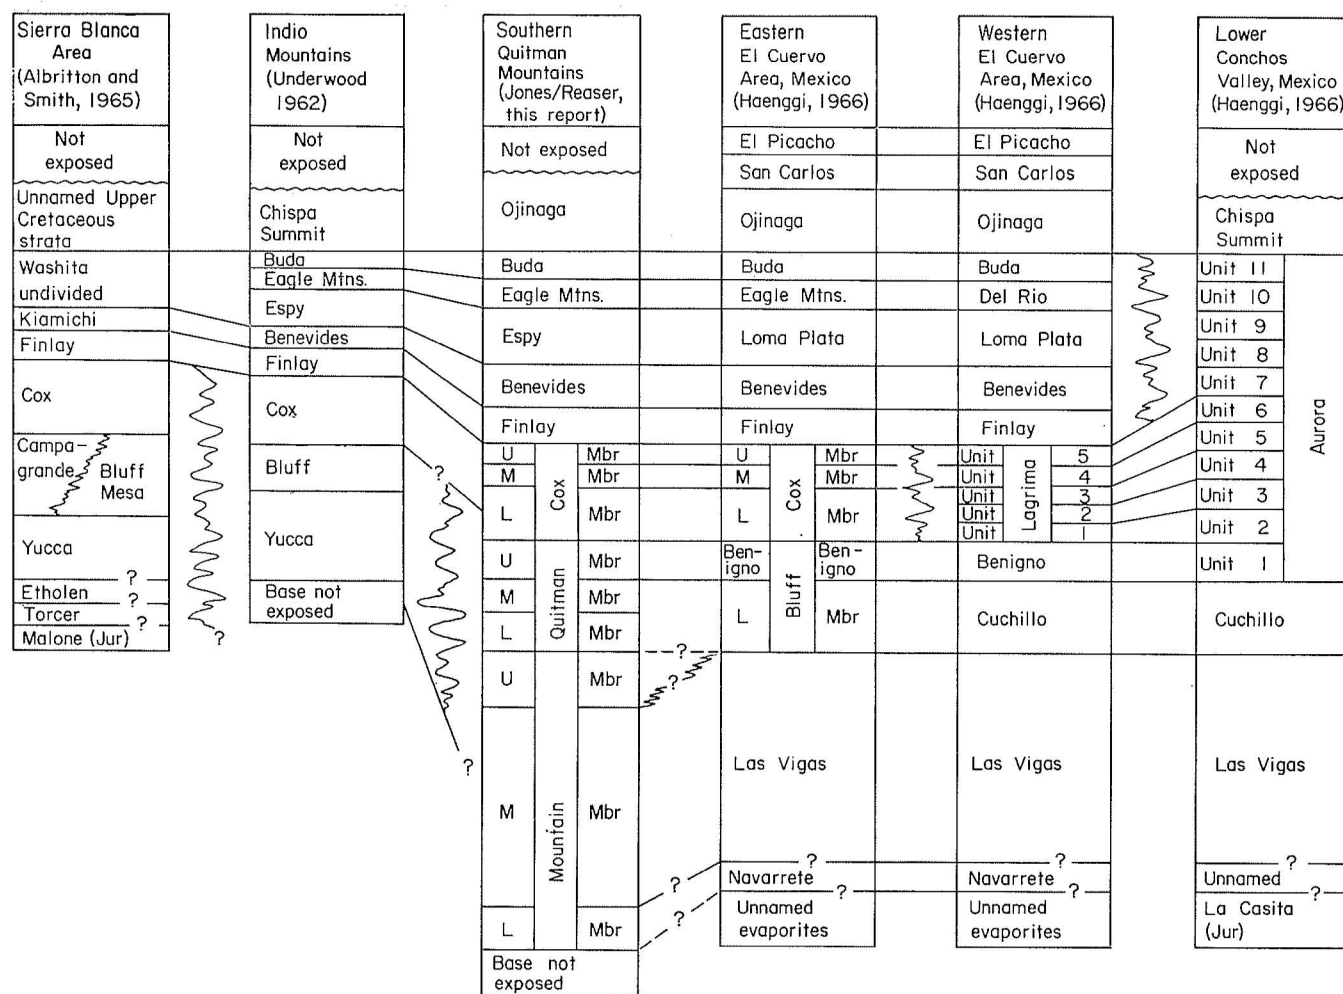 Sierra Blanca
Area
(Albritton and
Smith, 1965)
Not
exposed
Unnamed Upper
Cretaceous
strata
Washita
undivided
Kiamichi
Finlay
Cox
Campa-
grande
Bluff
Mesa
Yucca
?
Etholen
?
Torcer
?
Malone (Jur)
?
Indio
Mountains
(Underwood
1962)
Not
exposed
Chispa
Summit
Buda
Eagle Mtns.
Espy
Benevides
Finlay
Cox
Bluff
Yucca
Base not
exposed
?
?
Southern
Quitman
Mountains
(Jones/Reaser,
this report)
Not exposed
Ojinaga
Buda
Eagle Mtns.
Espy
Benevides
Finlay
U Mbr
M Mbr
L Mbr
Cox
U Mbr
M Mbr
L Mbr
Quitman
U Mbr
M Mbr
L Mbr
Mountain
Base not
exposed
?
?
?
?
Eastern
El Cuervo
Area, Mexico
(Haenggi, 1966)
El Picacho
San Carlos
Ojinaga
Buda
Eagle Mtns.
Loma Plata
Benevides
Finlay
U Mbr
M Mbr
L Mbr
Cox
Ben-
igno
Ben-
igno
L Mbr
Bluff
Las Vigas
?
Navarrete
?
Unnamed
evaporites
Western
El Cuervo
Area, Mexico
(Haenggi, 1966)
El Picacho
San Carlos
Ojinaga
Buda
Del Rio
Loma Plata
Benevides
Finlay
Unit 5
Unit 4
Unit 3
Unit 2
Unit 1
Lagrima
Benigno
Cuchillo
Las Vigas
?
Navarrete
?
Unnamed
evaporites
Lower
Conchos
Valley, Mexico
(Haenggi, 1966)
Not
exposed
Chispa
Summit
Unit 11
Unit 10
Unit 9
Unit 8
Unit 7
Unit 6
Unit 5
Unit 4
Unit 3
Unit 2
Unit 1
Aurora
Cuchillo
Las Vigas
?
Unnamed
?
La Casita
(Jur)